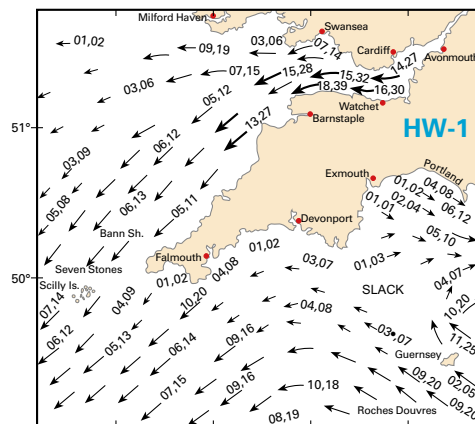 Milford Haven
Swansea
01,02
09,19
03,06
07,14
Cardiff
14,27
Avonmouth
03,06
07,15
15,28
15,32
18,39
16,30
05,12
Watchet
51°
13,27
Barnstaple
HW-1
06,12
03,09
Exmouth
Portland
01,02
04,08
06,13
05,11
01,01
02,04
06,12
05,08
Devonport
05,10
Bann Sh.
01,02
Falmouth
03,07
01,03
Seven Stones
04,08
04,07
50°
Scilly Is.
01,02
SLACK
04,09
10,20
04,08
10,20
07,14
03,07
06,12
05,13
06,14
09,16
11,25
Guernsey
09,20
02,05
07,15
09,16
10,18
09,20
Roches Douvres
08,19